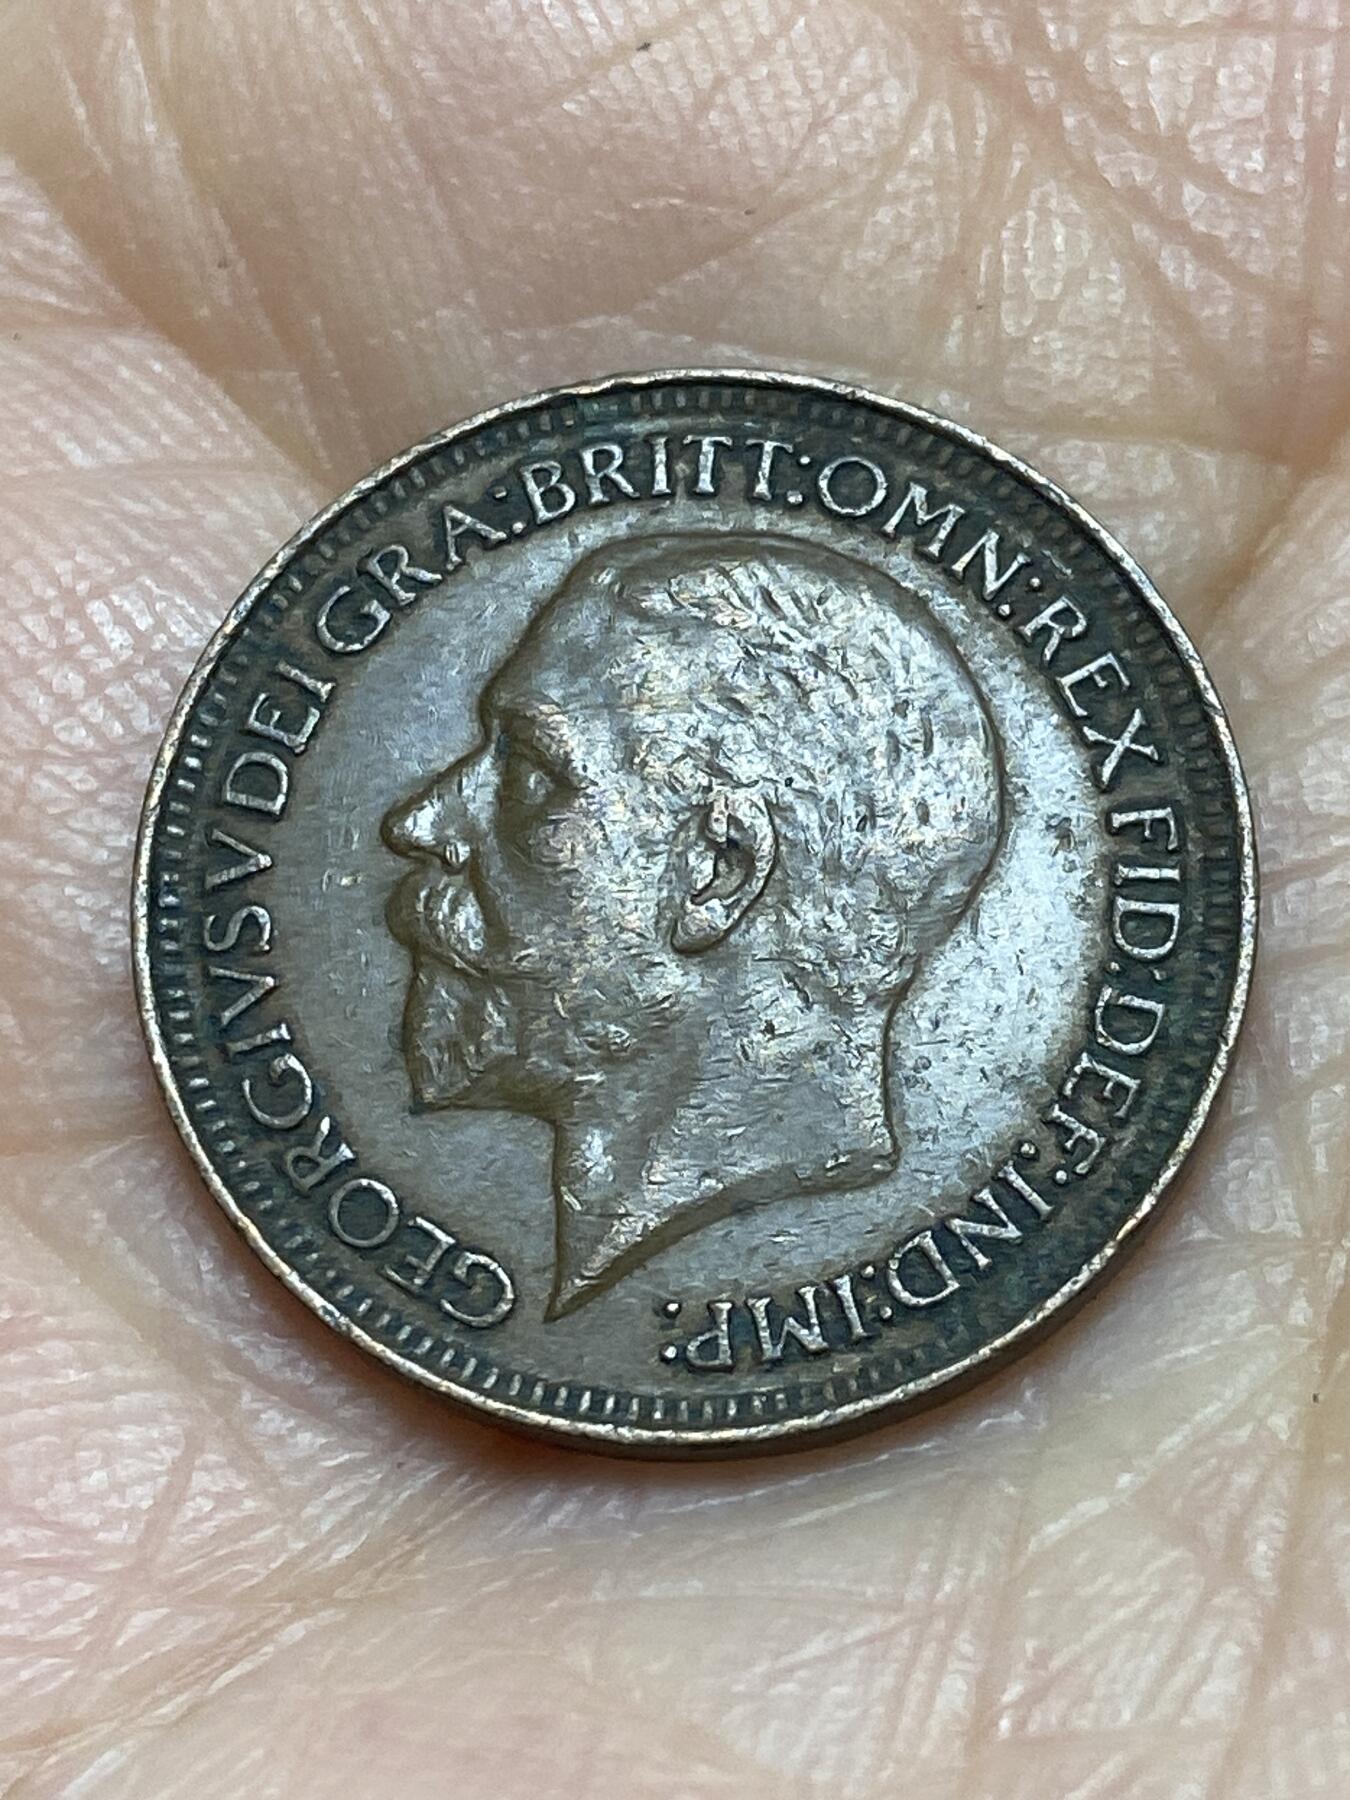 GEORGIVS V DEI GRA: BRITT: OMN: REX FID: DEF: IND: IMP: